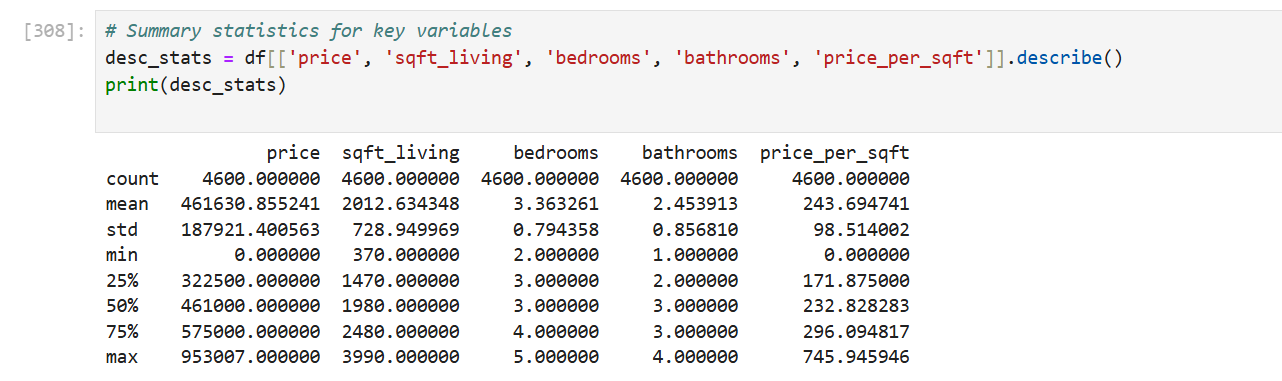 [308]: # Summary statistics for key variables
desc_stats = df[['price', 'sqft_living', 'bedrooms', 'bathrooms', 'price_per_sqft']].describe()
print(desc_stats)
price sqft_living bedrooms bathrooms price_per_sqft
count 4600.000000 4600.000000 4600.000000 4600.000000 4600.000000
mean 461630.855241 2012.634348 3.363261 2.453913 243.694741
std 187921.400563 728.949969 0.794358 0.856810 98.514002
min 0.000000 370.000000 2.000000 1.000000 0.000000
25% 322500.000000 1470.000000 3.000000 2.000000 171.875000
50% 461000.000000 1980.000000 3.000000 3.000000 232.828283
75% 575000.000000 2480.000000 4.000000 3.000000 296.094817
max 953007.000000 3990.000000 5.000000 4.000000 745.945946